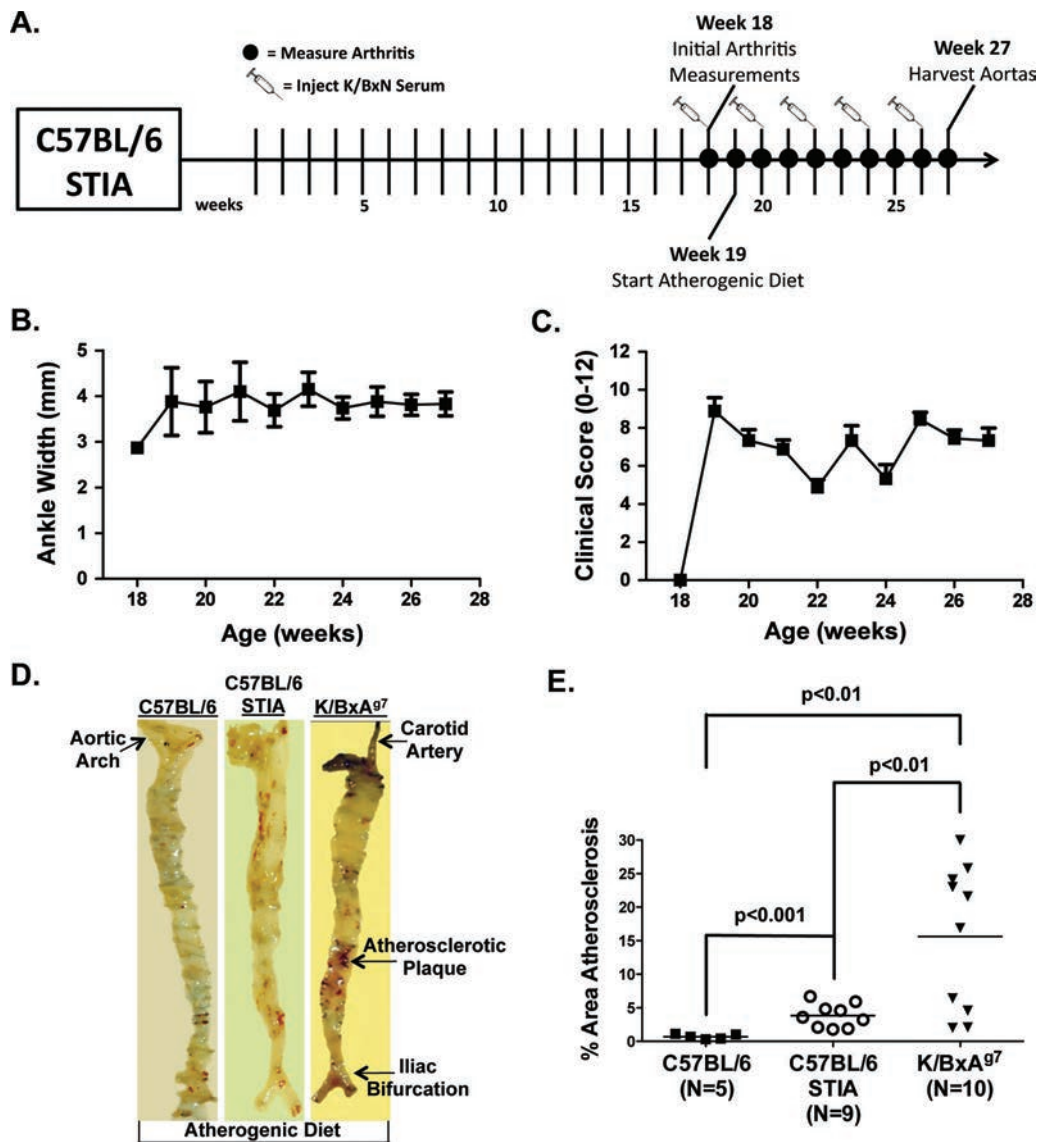 A.
● = Measure Arthritis
= Inject K/BxN Serum
Week 18
Initial Arthritis
Measurements
Week 27
Harvest Aortas
C57BL/6
STIA
weeks
5
10
15
20
25
Week 19
Start Atherogenic Diet
B.
Ankle Width (mm)
5
4
3
2
1
0
18
20
22
24
26
28
Age (weeks)
C.
Clinical Score (0-12)
12
10
8
6
4
2
0
18
20
22
24
26
28
Age (weeks)
D.
C57BL/6
C57BL/6
STIA
K/BxAg7
Aortic
Arch
Carotid
Artery
Atherosclerotic
Plaque
Iliac
Bifurcation
Atherogenic Diet
E.
p<0.01
p<0.01
p<0.001
% Area Atherosclerosis
30
25
20
15
10
5
0
C57BL/6
(N=5)
C57BL/6
STIA
(N=9)
K/BxAg7
(N=10)